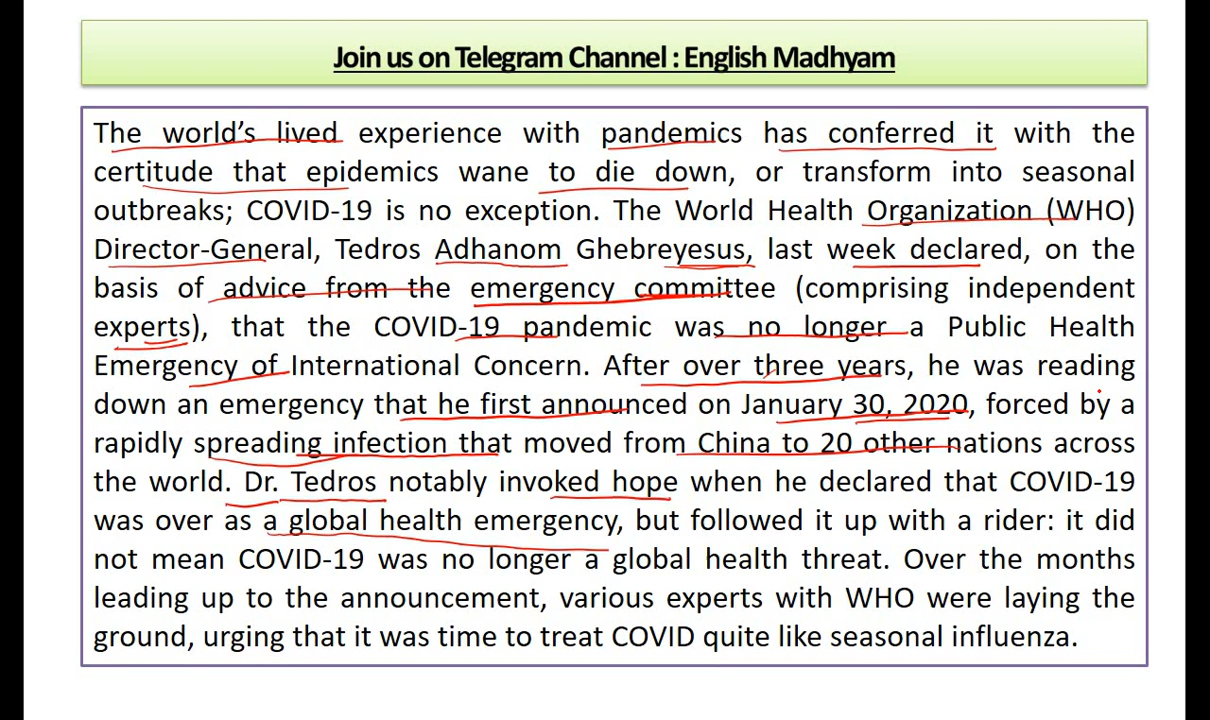 Join us on Telegram Channel : English Madhyam
The world's lived experience with pandemics has conferred it with the
certitude that epidemics wane to die down, or transform into seasonal
outbreaks; COVID-19 is no exception. The World Health Organization (WHO)
Director-General, Tedros Adhanom Ghebreyesus, last week declared, on the
basis of advice from the emergency committee (comprising independent
experts), that the COVID-19 pandemic was no longer a Public Health
Emergency of International Concern. After over three years, he was reading
down an emergency that he first announced on January 30, 2020, forced by a
rapidly spreading infection that moved from China to 20 other nations across
the world. Dr. Tedros notably invoked hope when he declared that COVID-19
was over as a global health emergency, but followed it up with a rider: it did
not mean COVID-19 was no longer a global health threat. Over the months
leading up to the announcement, various experts with WHO were laying the
ground, urging that it was time to treat COVID quite like seasonal influenza.